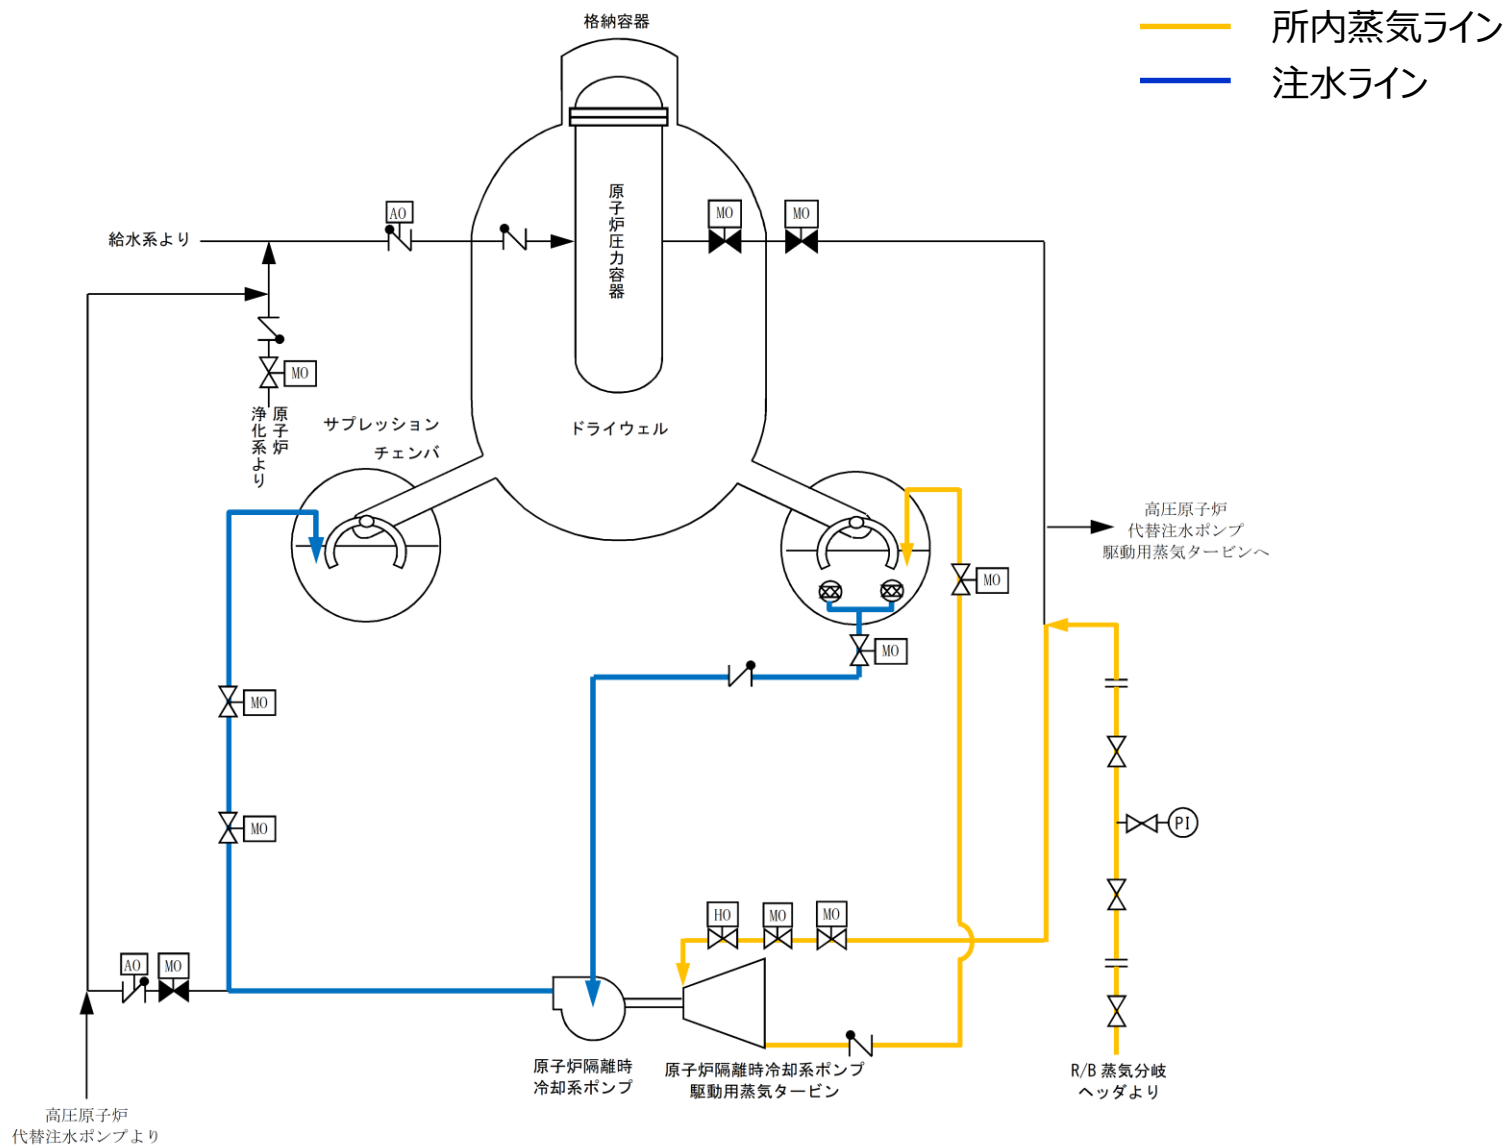 格納容器
所内蒸気ライン
注水ライン
原子炉圧力容器
AO
MO
MO
給水系より
MO
原子炉
浄化系より
サプレッション
チェンバ
ドライウェル
高圧原子炉
代替注水ポンプ
駆動用蒸気タービンへ
MO
MO
MO
MO
PI
HO
MO
MO
AO
MO
原子炉隔離時
冷却系ポンプ
原子炉隔離時冷却系ポンプ
駆動用蒸気タービン
R/B 蒸気分岐
ヘッダより
高圧原子炉
代替注水ポンプより